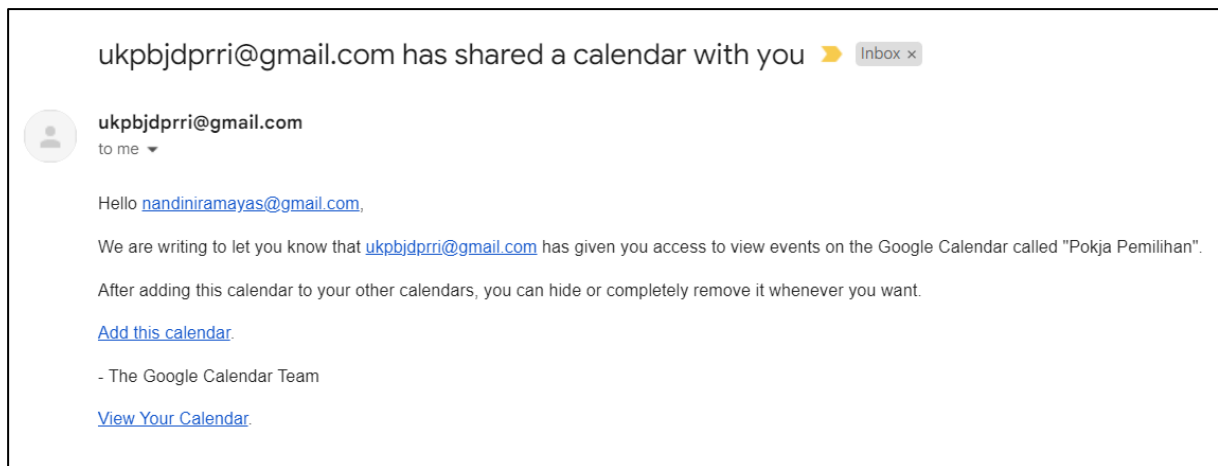 ukpbjdprri@gmail.com has shared a calendar with you Inbox ×
ukpbjdprri@gmail.com
to me
Hello nandiniramayas@gmail.com,
We are writing to let you know that ukpbjdprri@gmail.com has given you access to view events on the Google Calendar called "Pokja Pemilihan".
After adding this calendar to your other calendars, you can hide or completely remove it whenever you want.
Add this calendar.
- The Google Calendar Team
View Your Calendar.